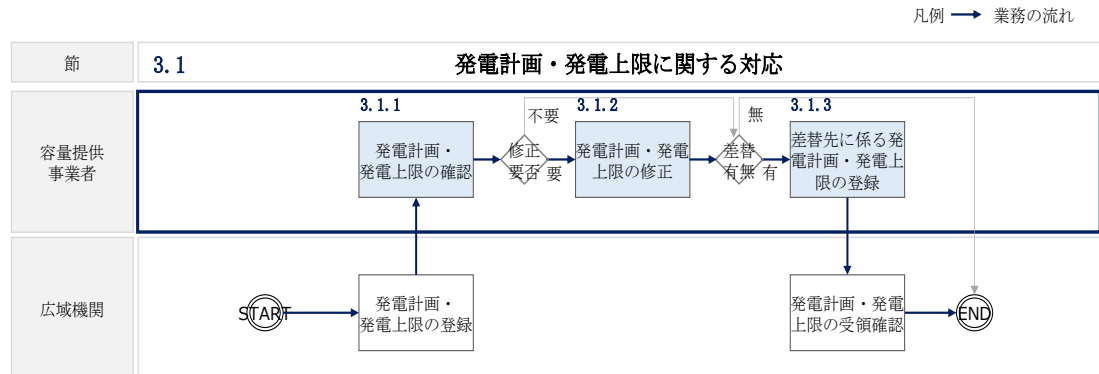 凡例 業務の流れ
節
3.1 発電計画・発電上限に関する対応
容量提供
事業者
3.1.1
発電計画・
発電上限の確認
修正
要否
不要
要
3.1.2
発電計画・発電
上限の修正
差替
有無
無
有
3.1.3
差替先に係る発
電計画・発電上
限の登録
広域機関
START
発電計画・
発電上限の登録
発電計画・発電
上限の受領確認
END